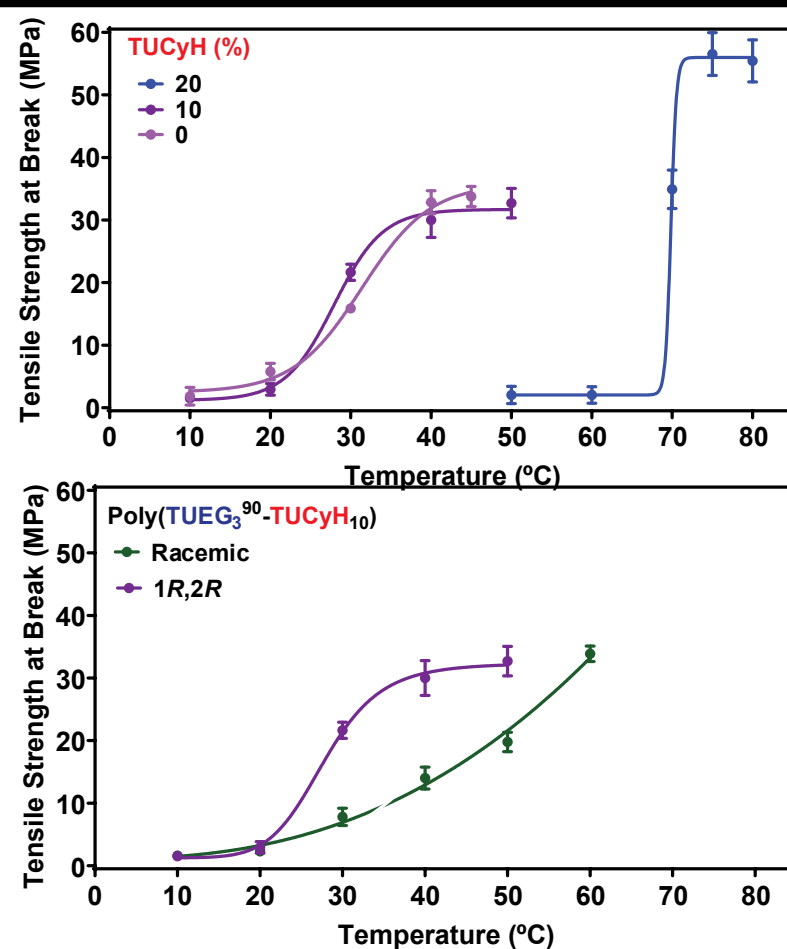 Tensile Strength at Break (MPa)
TUCyH (%)
20
10
0
60
50
40
30
20
10
0
0 10 20 30 40 50 60 70 80
Temperature (ºC)
Tensile Strength at Break (MPa)
Poly(TUEG₃⁹⁰-TUCyH₁₀)
Racemic
1R,2R
60
50
40
30
20
10
0
0 10 20 30 40 50 60 70 80
Temperature (ºC)